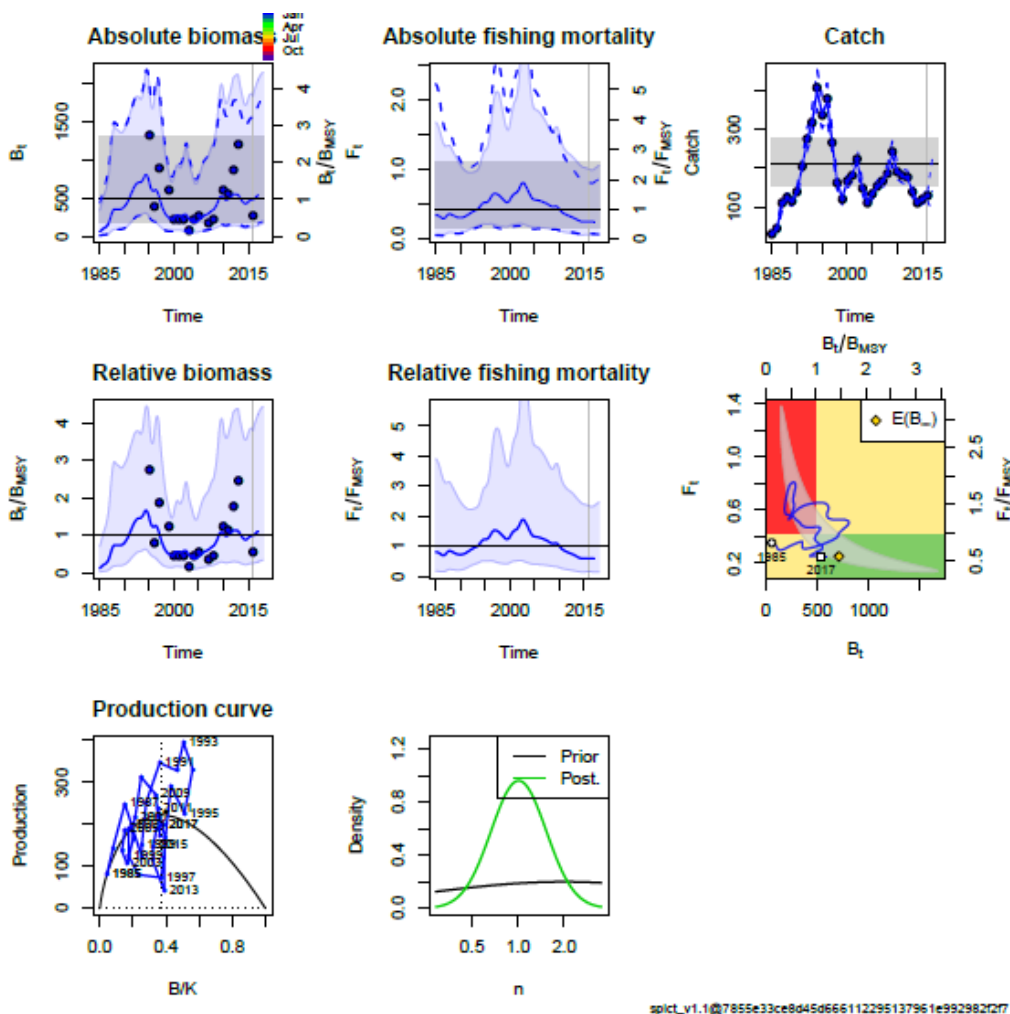 Jan
Apr
Jul
Oct
Absolute biomass
Absolute fishing mortality
Catch
Bt
0 500 1500
0 1 2 3 4
Bt/BMSY
1985 2000 2015
Time
Ft
0.0 1.0 2.0
0 1 2 3 4 5
Ft/FMSY
1985 2000 2015
Time
Catch
100 300
1985 2015
2000
Time
Relative biomass
Relative fishing mortality
Bt/BMSY
0 1 2 3 4
1985 2000 2015
Time
Ft/FMSY
0 1 2 3 4 5
1985 2000 2015
Time
Bt/BMSY
0 1 2 3
E(B∞)
Ft
0.2 0.6 1.0 1.4
0.5 1.5 2.5
Ft/FMSY
1985
2017
0 500 1000
Bt
Production curve
Production
0 100 300
1993
1991
1987
2009
2011
1995
2017
2015
1985
1997
2013
0.0 0.4 0.8
B/K
Prior
Post.
Density
0.0 0.4 0.8 1.2
0.5 1.0 2.0
n
spict_v1.1@7855e33ce8d45d666112295137961e992982f2f7